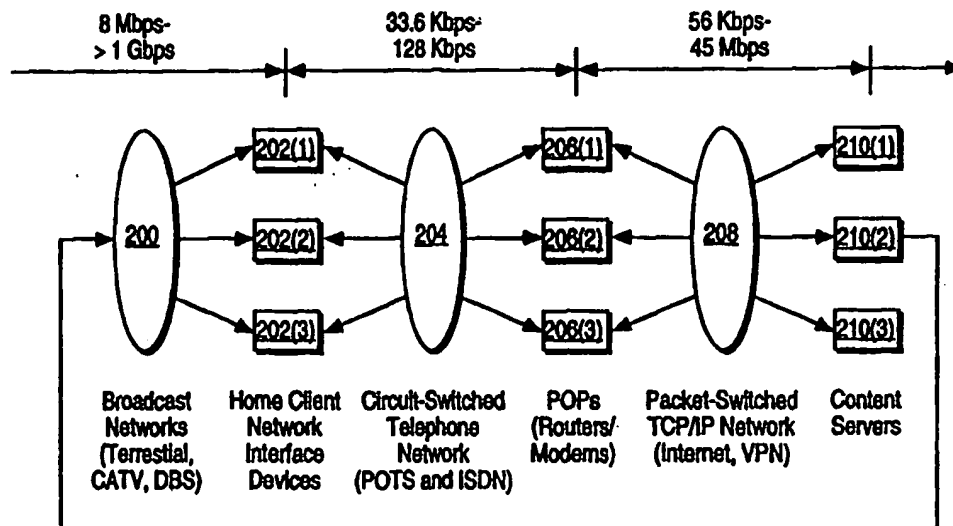 8 Mbps-
> 1 Gbps
33.6 Kbps-
128 Kbps
56 Kbps-
45 Mbps
202(1)
206(1)
210(1)
200
202(2)
204
206(2)
208
210(2)
202(3)
206(3)
210(3)
Broadcast
Networks
(Terrestial,
CATV, DBS)
Home Client
Network
Interface
Devices
Circuit-Switched
Telephone
Network
(POTS and ISDN)
POPs
(Routers/
Modems)
Packet-Switched
TCP/IP Network
(Internet, VPN)
Content
Servers